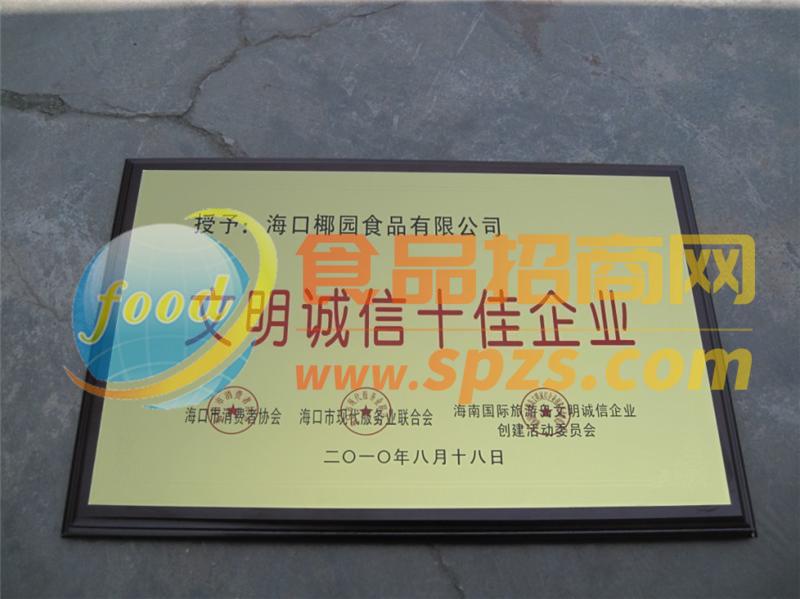 授予：海口椰园食品有限公司
食品招商网
food
文明诚信十佳企业
www.spzs.com
海口市消费者协会 海口市现代服务业联合会 海南国际旅游岛文明诚信企业
创建活动委员会
二〇一〇年八月十八日